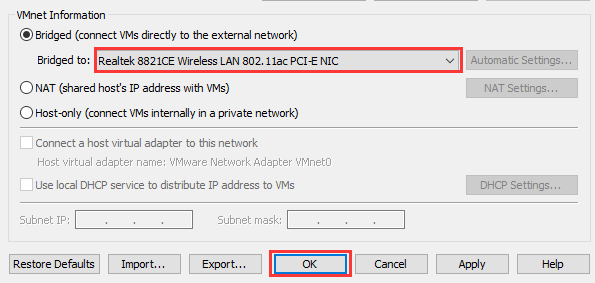 VMnet Information
Bridged (connect VMs directly to the external network)
Bridged to: Realtek 8821CE Wireless LAN 802.11ac PCI-E NIC Automatic Settings...
NAT (shared host's IP address with VMs) NAT Settings...
Host-only (connect VMs internally in a private network)
Connect a host virtual adapter to this network
Host virtual adapter name: VMware Network Adapter VMnet0
Use local DHCP service to distribute IP address to VMs DHCP Settings...
Subnet IP: . . . Subnet mask: . . .
Restore Defaults Import... Export... OK Cancel Apply Help